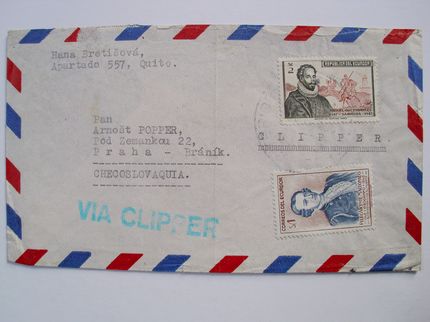 Hana Bretišová,
Apartado 557, Quito.
REPUBLICA DEL ECUADOR
Pan
Arnošt POPPER,
Pod Zemankou 22,
Praha - Bráník.
CHECOSLOVAQUIA.
CLIPPER
CORREOS DEL ECUADOR
VIA CLIPPER